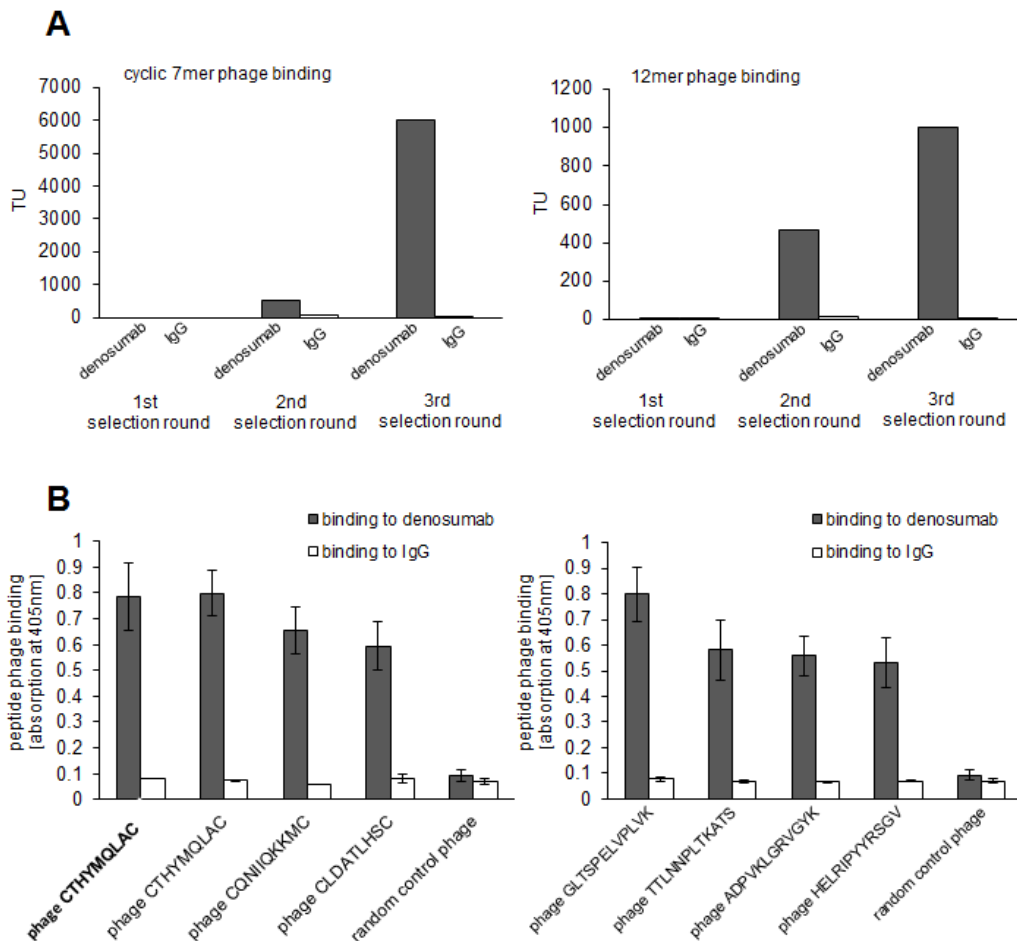 A
cyclic 7mer phage binding
7000
6000
5000
4000
3000
2000
1000
0
TU
denosumab
IgG
denosumab
IgG
denosumab
IgG
1st
selection round
2nd
selection round
3rd
selection round
12mer phage binding
1200
1000
800
600
400
200
0
TU
denosumab
IgG
denosumab
IgG
denosumab
IgG
1st
selection round
2nd
selection round
3rd
selection round
B
binding to denosumab
binding to IgG
1
0.9
0.8
0.7
0.6
0.5
0.4
0.3
0.2
0.1
0
peptide phage binding
[absorption at 405nm]
phage CTHYMQLAC
phage CTHYMQLAC
phage CQNIIQKKMC
phage CLDATLHSC
random control phage
binding to denosumab
binding to IgG
1
0.9
0.8
0.7
0.6
0.5
0.4
0.3
0.2
0.1
0
peptide phage binding
[absorption at 405nm]
phage GLTSPELVPLVK
phage TTLNNPLTKATS
phage ADPVKLGRVGYK
phage HELRIPYYRSGV
random control phage